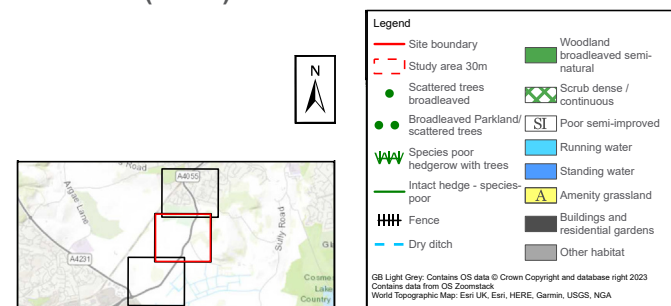 N
Road
A4055
Argae Lane
Sully Road
A4231
Country
Legend
Site boundary
Study area 30m
Scattered trees
broadleaved
Broadleaved Parkland/
scattered trees
Species poor
hedgerow with trees
Intact hedge - species-
poor
Fence
Dry ditch
Woodland
broadleaved semi-
natural
Scrub dense /
continuous
SI Poor semi-improved
Running water
Standing water
A Amenity grassland
Buildings and
residential gardens
Other habitat
GB Light Grey: Contains OS data © Crown Copyright and database right 2023
Contains data from OS Zoomstack
World Topographic Map: Esri UK, Esri, HERE, Garmin, USGS, NGA